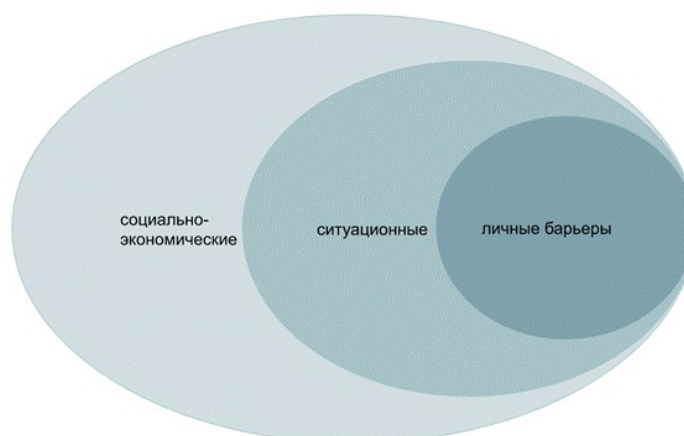 социально-
экономические
ситуационные
личные барьеры